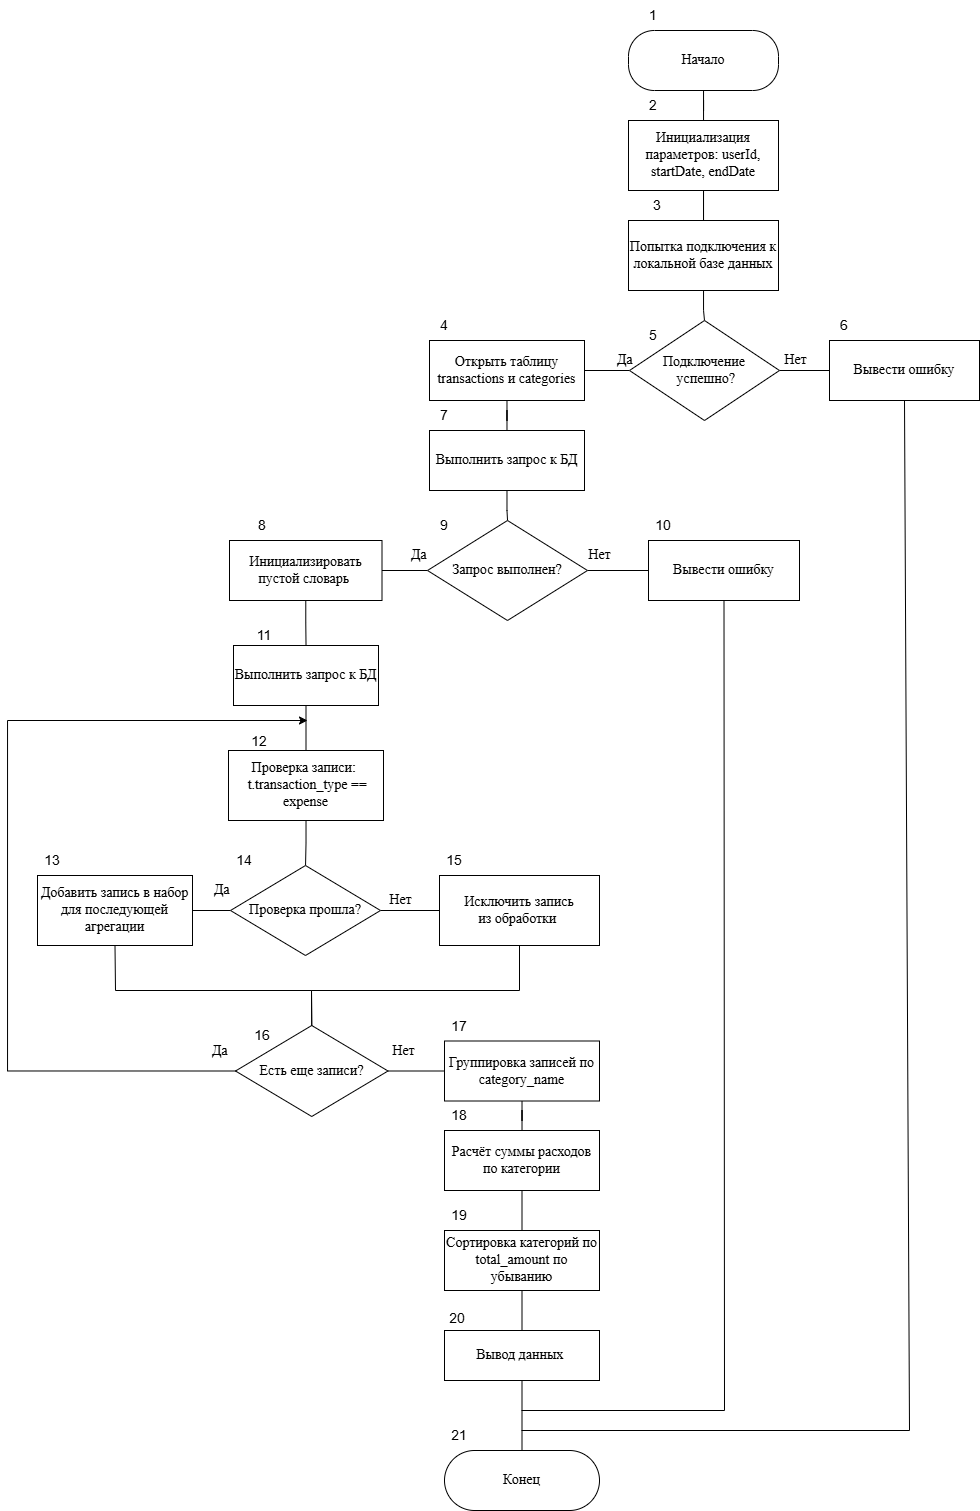 1
Начало
2
Инициализация
параметров: userId,
startDate, endDate
3
Попытка подключения к
локальной базе данных
4
5
6
Открыть таблицу
transactions и categories
Да
Подключение
успешно?
Нет
Вывести ошибку
7
Выполнить запрос к БД
8
9
10
Инициализировать
пустой словарь
Да
Запрос выполнен?
Нет
Вывести ошибку
11
Выполнить запрос к БД
12
Проверка записи:
t.transaction_type ==
expense
13
14
15
Добавить запись в набор
для последующей
агрегации
Да
Проверка прошла?
Нет
Исключить запись
из обработки
16
17
Да
Есть еще записи?
Нет
Группировка записей по
category_name
18
Расчёт суммы расходов
по категории
19
Сортировка категорий по
total_amount по
убыванию
20
Вывод данных
21
Конец